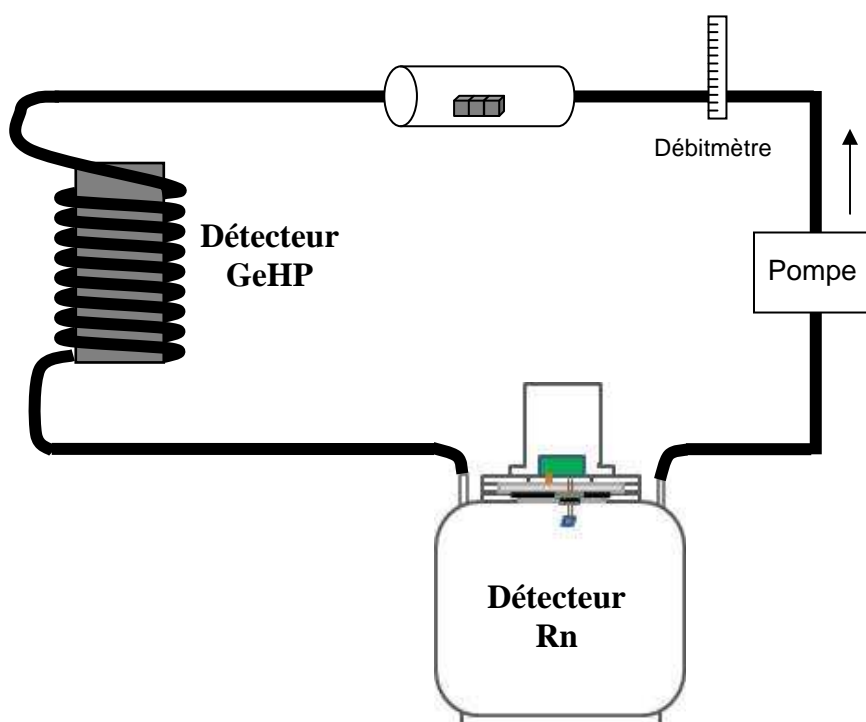 Débitmètre
Détecteur
GeHP
Pompe
Détecteur
Rn